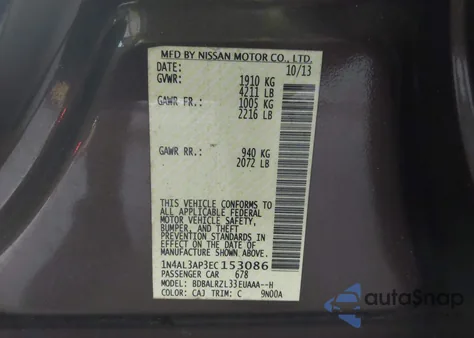 MFD BY NISSAN MOTOR CO., LTD.
DATE: 10/13
GVWR: 1910 KG
4211 LB
GAWR FR.: 1005 KG
2216 LB
GAWR RR.: 940 KG
2072 LB
THIS VEHICLE CONFORMS TO
ALL APPLICABLE FEDERAL
MOTOR VEHICLE SAFETY,
BUMPER, AND THEFT
PREVENTION STANDARDS IN
EFFECT ON THE DATE OF
MANUFACTURE SHOWN ABOVE.
1N4AL3AP3EC153086
PASSENGER CAR 678
MODEL: BDBALRZL33EUAAA--H
COLOR: CAJ TRIM: C 9N00A
autoSnap